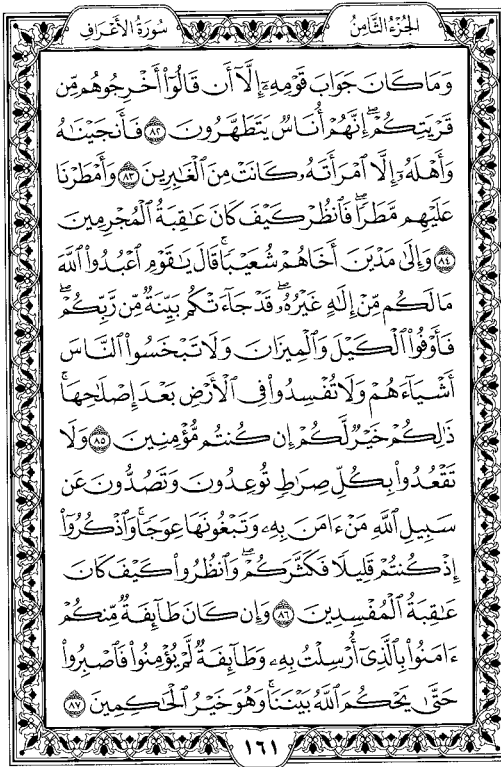 سُورَةُ الأَعْرَافِ
الجُزْءُ الثَّامِنُ
وَمَا كَانَ جَوَابَ قَوْمِهِۦٓ إِلَّآ أَن قَالُوٓا۟ أَخْرِجُوهُم مِّن
قَرْيَتِكُمْ ۖ إِنَّهُمْ أُنَاسٌ يَتَطَهَّرُونَ ۝٨٢ فَأَنجَيْنَٰهُ
وَأَهْلَهُۥٓ إِلَّا ٱمْرَأَتَهُۥ كَانَتْ مِنَ ٱلْغَٰبِرِينَ ۝٨٣ وَأَمْطَرْنَا
عَلَيْهِم مَّطَرًا ۖ فَٱنظُرْ كَيْفَ كَانَ عَٰقِبَةُ ٱلْمُجْرِمِينَ
۝٨٤ وَإِلَىٰ مَدْيَنَ أَخَاهُمْ شُعَيْبًا ۗ قَالَ يَٰقَوْمِ ٱعْبُدُوا۟ ٱللَّهَ
مَا لَكُم مِّنْ إِلَٰهٍ غَيْرُهُۥ ۖ قَدْ جَآءَتْكُم بَيِّنَةٌ مِّن رَّبِّكُمْ ۖ
فَأَوْفُوا۟ ٱلْكَيْلَ وَٱلْمِيزَانَ وَلَا تَبْخَسُوا۟ ٱلنَّاسَ
أَشْيَآءَهُمْ وَلَا تُفْسِدُوا۟ فِى ٱلْأَرْضِ بَعْدَ إِصْلَٰحِهَا ۚ
ذَٰلِكُمْ خَيْرٌ لَّكُمْ إِن كُنتُم مُّؤْمِنِينَ ۝٨٥ وَلَا
تَقْعُدُوا۟ بِكُلِّ صِرَٰطٍ تُوعِدُونَ وَتَصُدُّونَ عَن
سَبِيلِ ٱللَّهِ مَنْ ءَامَنَ بِهِۦ وَتَبْغُونَهَا عِوَجًا ۚ وَٱذْكُرُوٓا۟
إِذْ كُنتُمْ قَلِيلًا فَكَثَّرَكُمْ ۖ وَٱنظُرُوا۟ كَيْفَ كَانَ
عَٰقِبَةُ ٱلْمُفْسِدِينَ ۝٨٦ وَإِن كَانَ طَآئِفَةٌ مِّنكُمْ
ءَامَنُوا۟ بِٱلَّذِىٓ أُرْسِلْتُ بِهِۦ وَطَآئِفَةٌ لَّمْ يُؤْمِنُوا۟ فَٱصْبِرُوا۟
حَتَّىٰ يَحْكُمَ ٱللَّهُ بَيْنَنَا ۚ وَهُوَ خَيْرُ ٱلْحَٰكِمِينَ ۝٨٧
١٦١